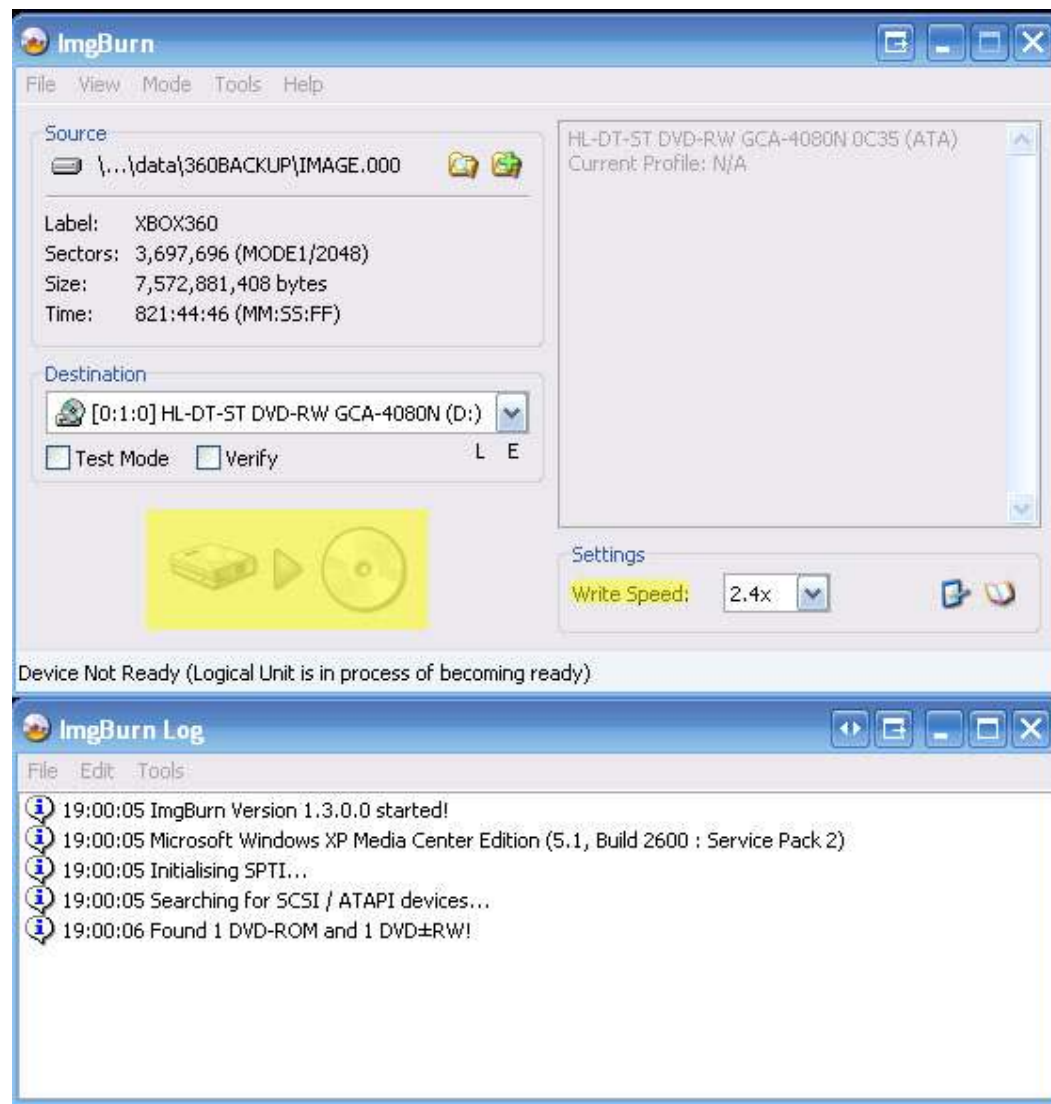 ImgBurn
File View Mode Tools Help
Source
\...\data\360BACKUP\IMAGE.000
Label: XBOX360
Sectors: 3,697,696 (MODE1/2048)
Size: 7,572,881,408 bytes
Time: 821:44:46 (MM:SS:FF)
Destination
[0:1:0] HL-DT-ST DVD-RW GCA-4080N (D:)
Test Mode Verify L E
HL-DT-ST DVD-RW GCA-4080N 0C35 (ATA)
Current Profile: N/A
Settings
Write Speed: 2.4x
Device Not Ready (Logical Unit is in process of becoming ready)
ImgBurn Log
File Edit Tools
19:00:05 ImgBurn Version 1.3.0.0 started!
19:00:05 Microsoft Windows XP Media Center Edition (5.1, Build 2600 : Service Pack 2)
19:00:05 Initialising SPTI...
19:00:05 Searching for SCSI / ATAPI devices...
19:00:06 Found 1 DVD-ROM and 1 DVD±RW!